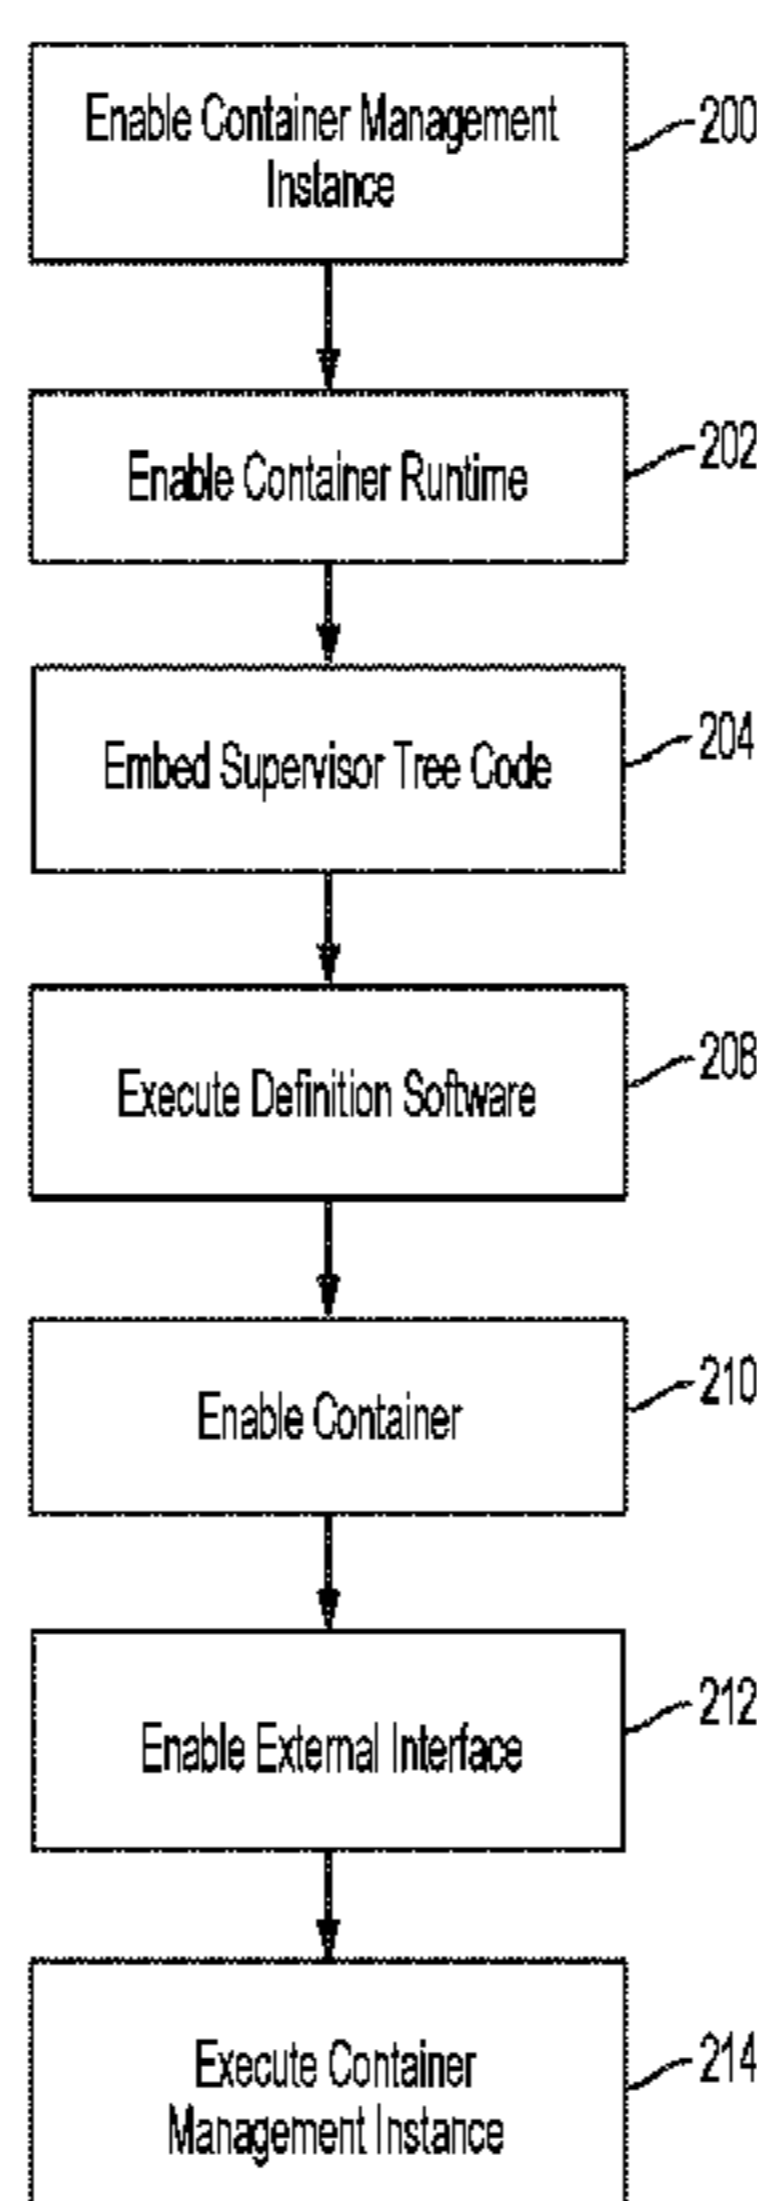 Enable Container Management
Instance
200
Enable Container Runtime
202
Embed Supervisor Tree Code
204
Execute Definition Software
208
Enable Container
210
Enable External Interface
212
Execute Container
Management Instance
214